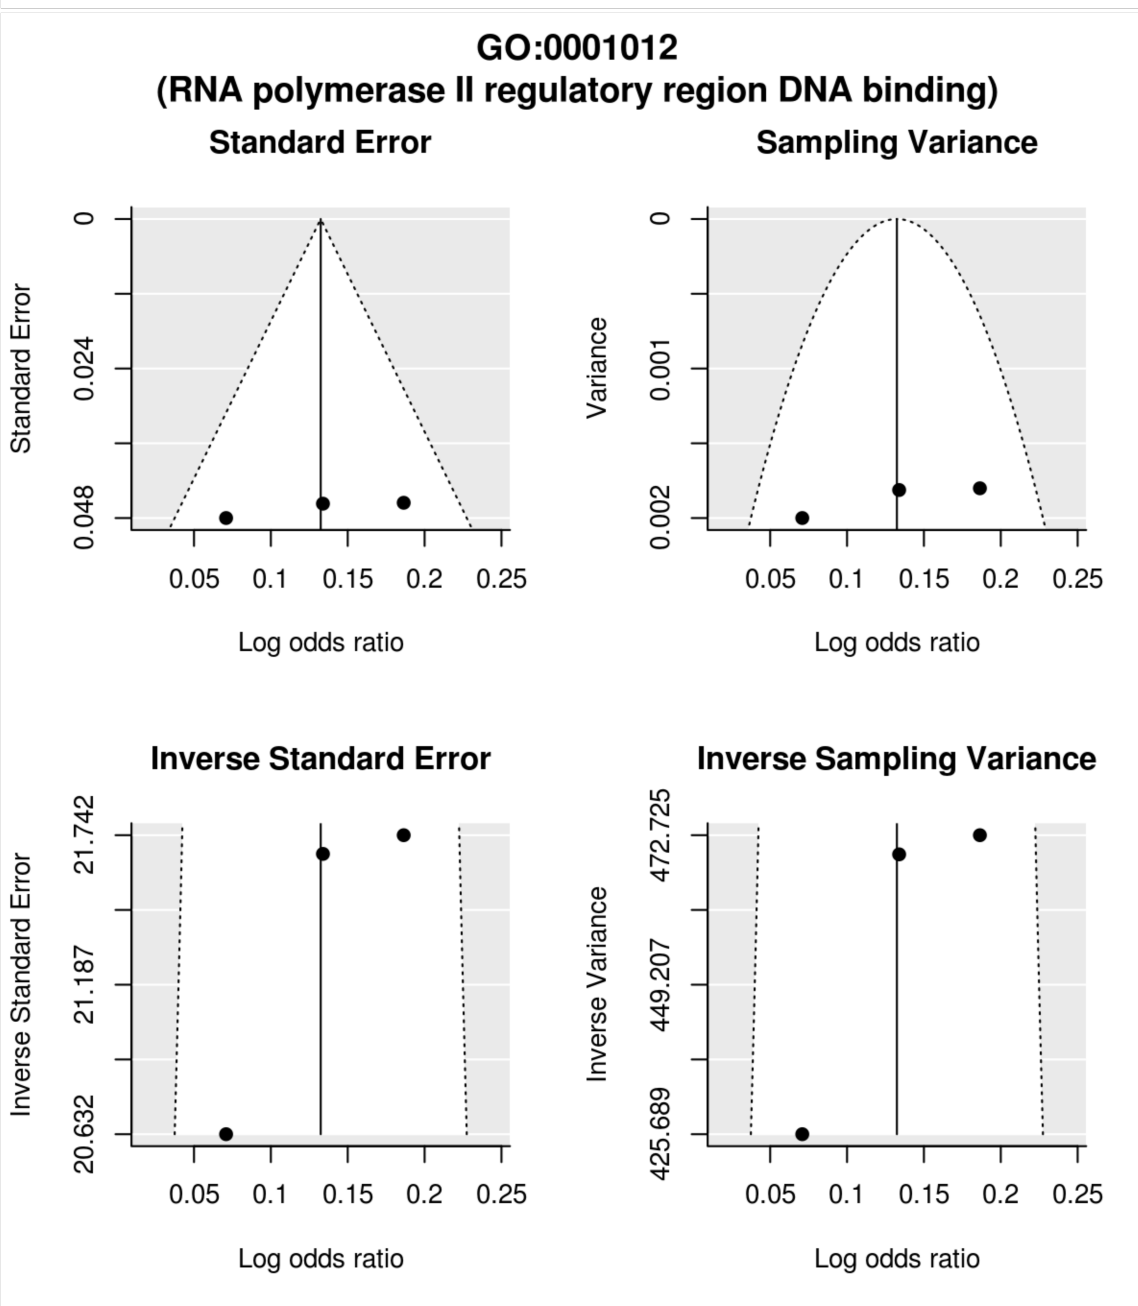 GO:0001012
(RNA polymerase II regulatory region DNA binding)
Standard Error
Standard Error
0
0.024
0.048
0.05 0.1 0.15 0.2 0.25
Log odds ratio
Sampling Variance
Variance
0
0.001
0.002
0.05 0.1 0.15 0.2 0.25
Log odds ratio
Inverse Standard Error
Inverse Standard Error
21.742
21.187
20.632
0.05 0.1 0.15 0.2 0.25
Log odds ratio
Inverse Sampling Variance
Inverse Variance
472.725
449.207
425.689
0.05 0.1 0.15 0.2 0.25
Log odds ratio